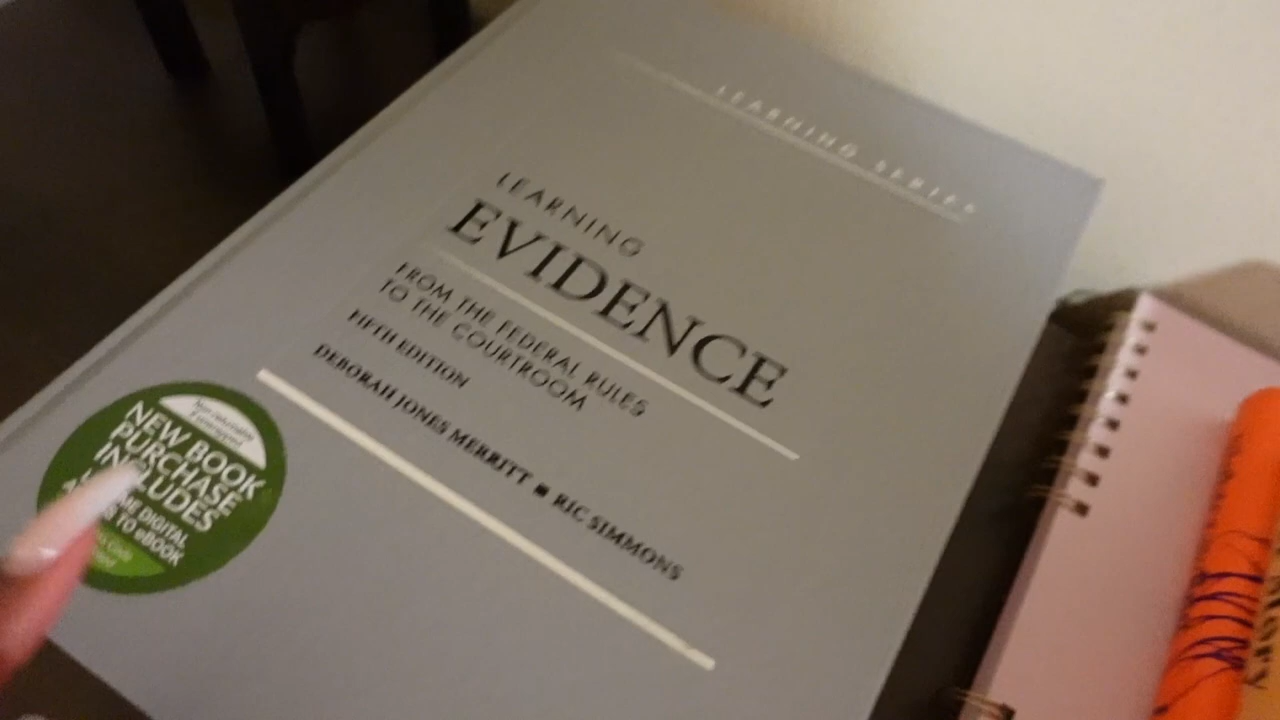 LEARNING SERIES
LEARNING
EVIDENCE
FROM THE FEDERAL RULES
TO THE COURTROOM
FIFTH EDITION
DEBORAH JONES MERRITT ■ RIC SIMMONS
NEW BOOK
PURCHASE
INCLUDES
DIGITAL
TO eBOOK